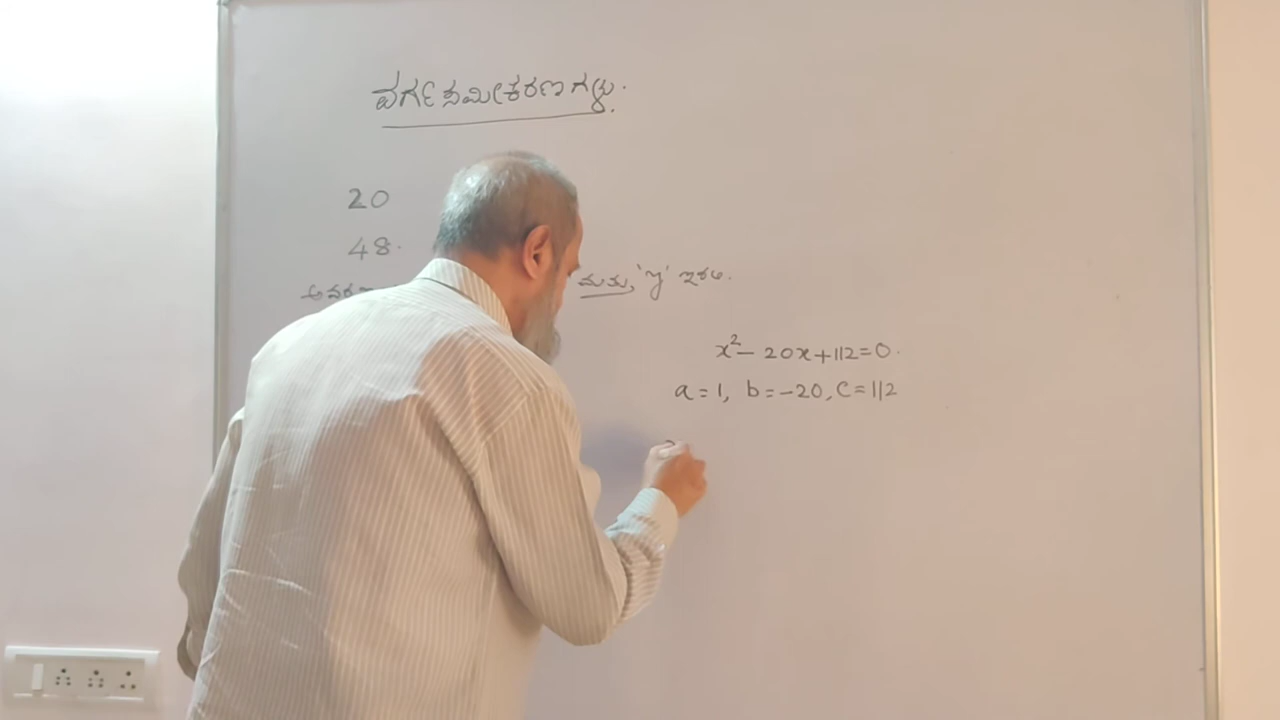 ವರ್ಗಸಮೀಕರಣಗಳು.
20
48.
ಮತ್ತು 'y' ಇರಲಿ.
x² - 20x + 112 = 0.
a = 1, b = -20, c = 112